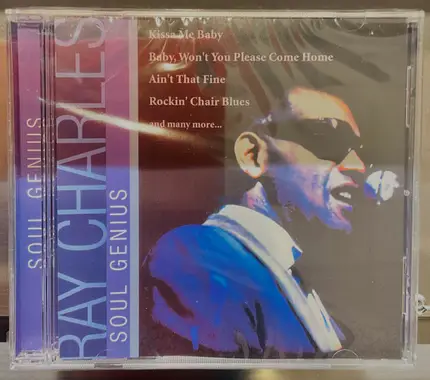 Kissa Me Baby
Baby, Won't You Please Come Home
Ain't That Fine
Rockin' Chair Blues
and many more...
SOUL GENIUS
RAY CHARLES
SOUL GENIUS